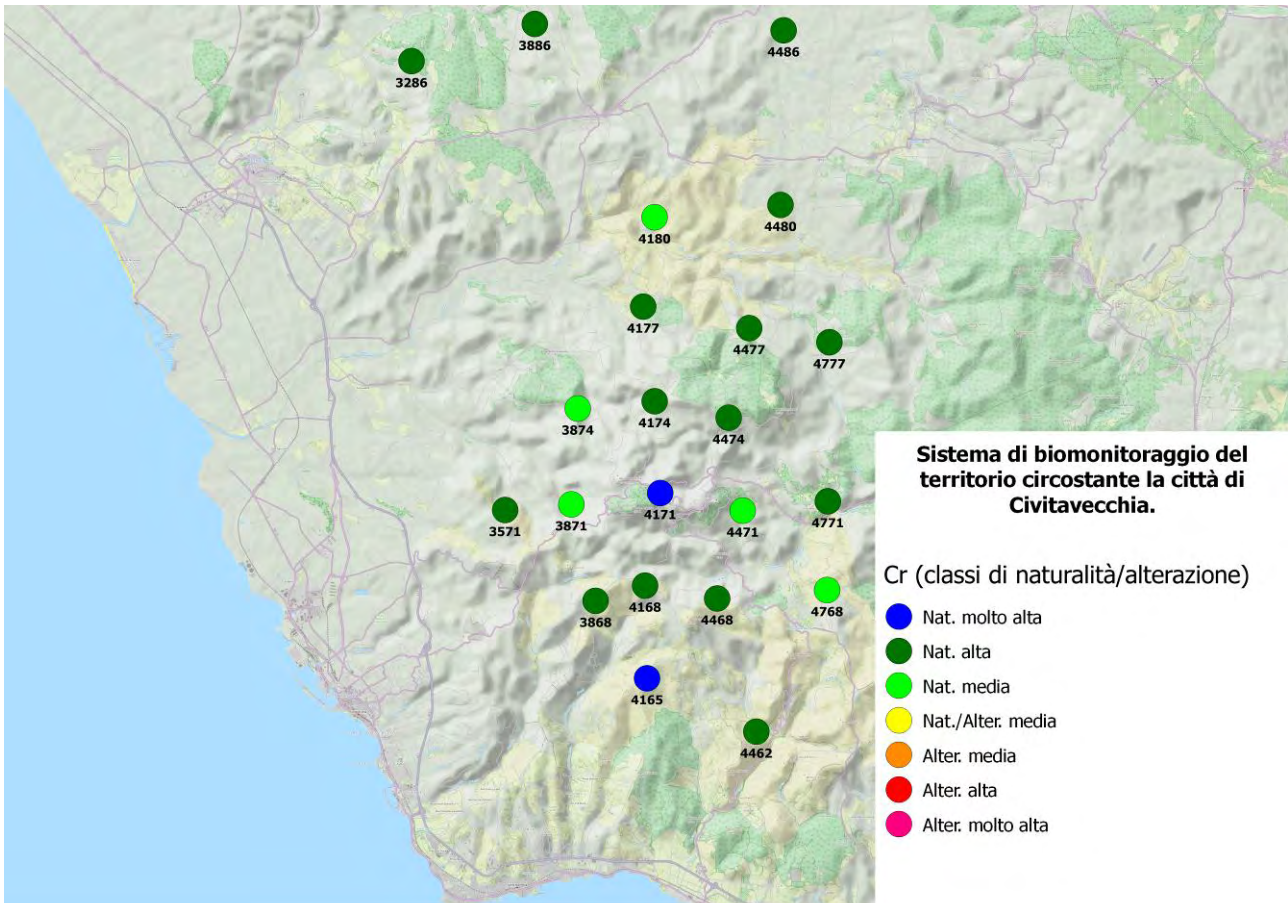 3886
4486
3286
4180
4480
4177
4477
4777
3874
4174
4474
3571
3871
4171
4471
4771
3868
4168
4468
4768
4165
4462
Sistema di biomonitoraggio del
territorio circostante la città di
Civitavecchia.
Cr (classi di naturalità/alterazione)
Nat. molto alta
Nat. alta
Nat. media
Nat./Alter. media
Alter. media
Alter. alta
Alter. molto alta